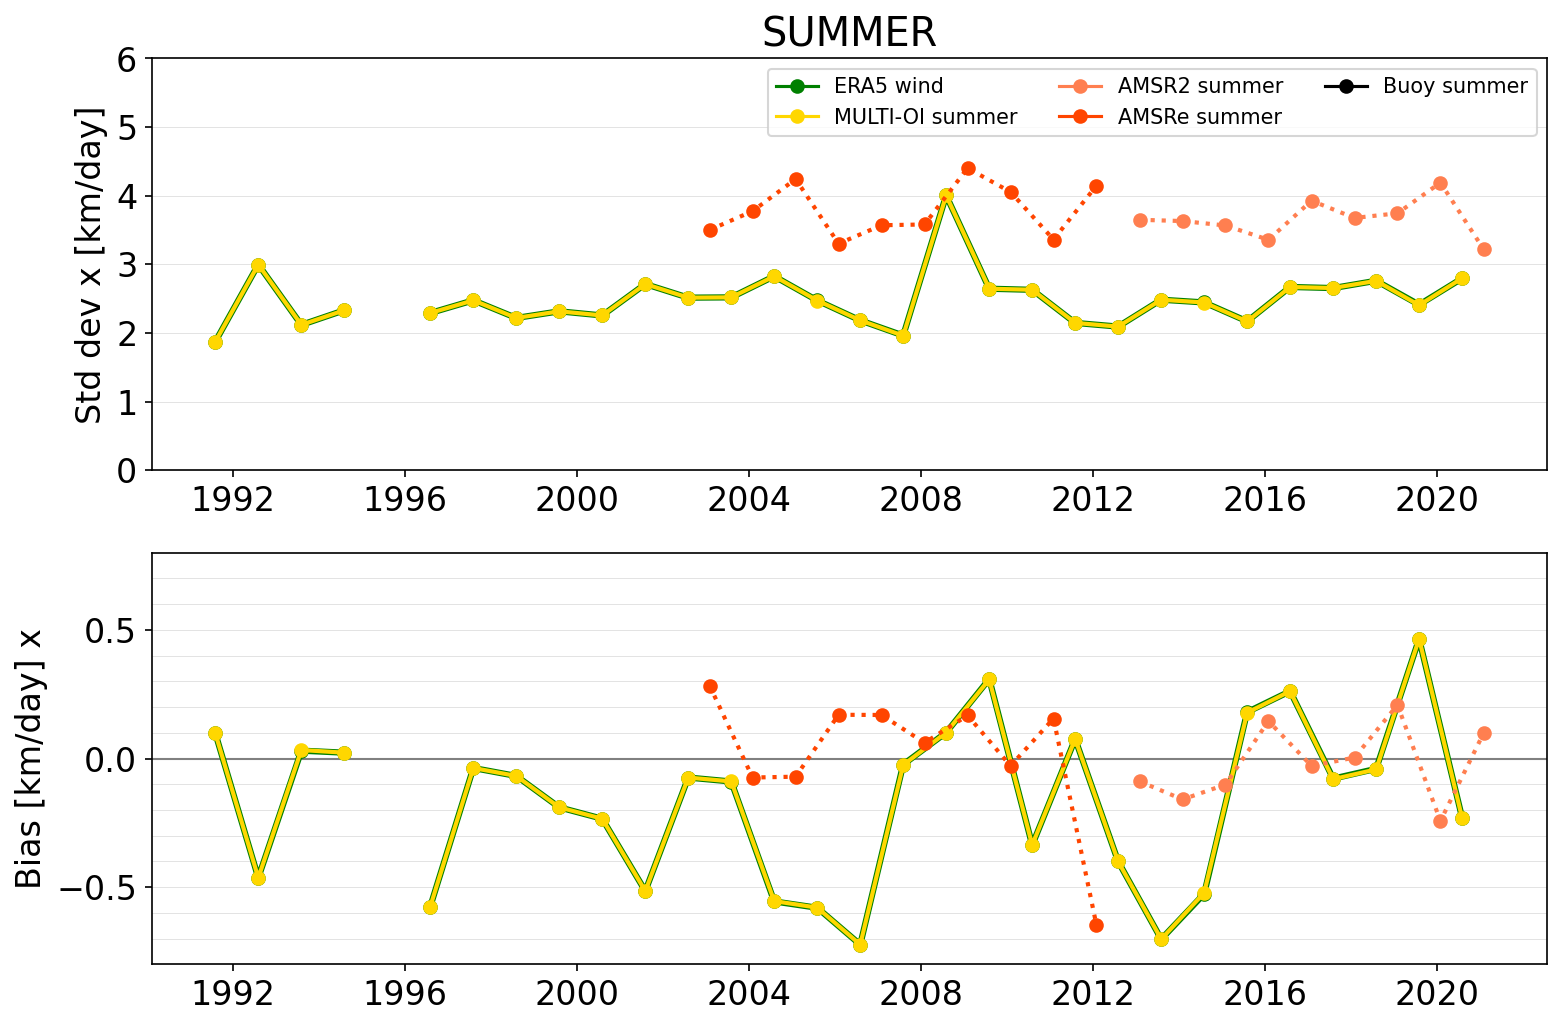 SUMMER
Std dev x [km/day]
6
5
4
3
2
1
0
ERA5 wind
MULTI-OI summer
AMSR2 summer
AMSRe summer
Buoy summer
1992 1996 2000 2004 2008 2012 2016 2020
Bias [km/day] x
0.5
0.0
−0.5
1992 1996 2000 2004 2008 2012 2016 2020